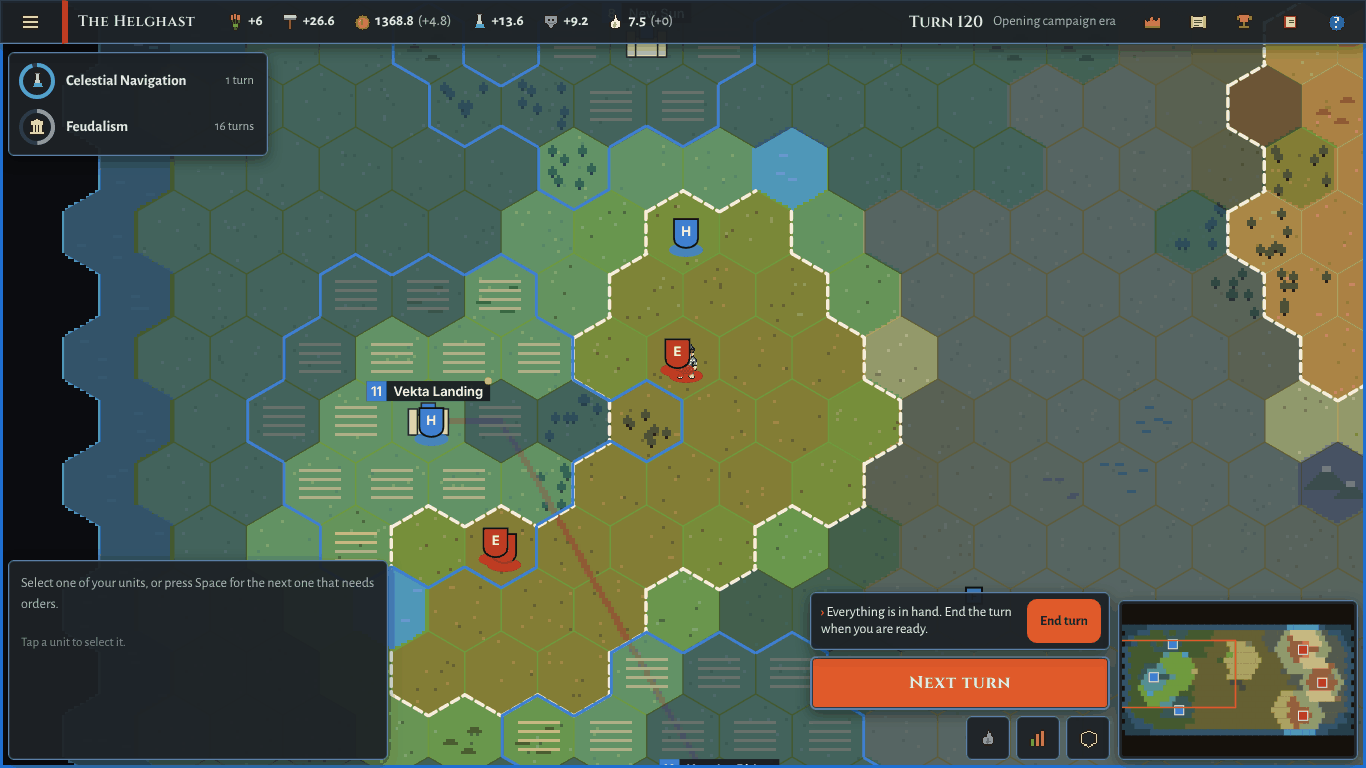 THE HELGHAST
+6
+26.6
1368.8 (+4.8)
+13.6
+9.2
7.5 (+0)
TURN 120
Opening campaign era
?
Celestial Navigation
1 turn
Feudalism
16 turns
H
E
11 Vekta Landing
H
E
Select one of your units, or press Space for the next one that needs
orders.
Tap a unit to select it.
› Everything is in hand. End the turn
when you are ready.
End turn
NEXT TURN